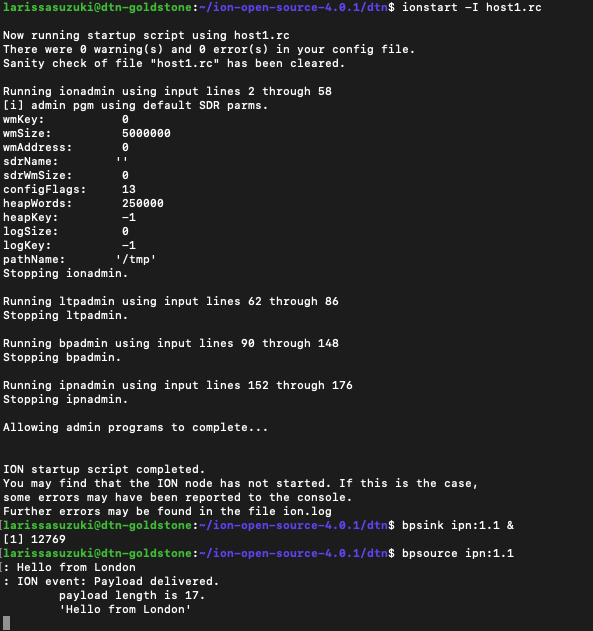 larissasuzuki@dtn-goldstone:~/ion-open-source-4.0.1/dtn$ ionstart -I host1.rc
Now running startup script using host1.rc
There were 0 warning(s) and 0 error(s) in your config file.
Sanity check of file "host1.rc" has been cleared.
Running ionadmin using input lines 2 through 58
[i] admin pgm using default SDR parms.
wmKey:           0
wmSize:          5000000
wmAddress:       0
sdrName:        ''
sdrWmSize:       0
configFlags:     13
heapWords:       250000
heapKey:         -1
logSize:         0
logKey:          -1
pathName:       '/tmp'
Stopping ionadmin.
Running ltpadmin using input lines 62 through 86
Stopping ltpadmin.
Running bpadmin using input lines 90 through 148
Stopping bpadmin.
Running ipnadmin using input lines 152 through 176
Stopping ipnadmin.
Allowing admin programs to complete...
ION startup script completed.
You may find that the ION node has not started. If this is the case,
some errors may have been reported to the console.
Further errors may be found in the file ion.log
[larissasuzuki@dtn-goldstone:~/ion-open-source-4.0.1/dtn$ bpsink ipn:1.1 &
[1] 12769
[larissasuzuki@dtn-goldstone:~/ion-open-source-4.0.1/dtn$ bpsource ipn:1.1
[: Hello from London
: ION event: Payload delivered.
        payload length is 17.
        'Hello from London'